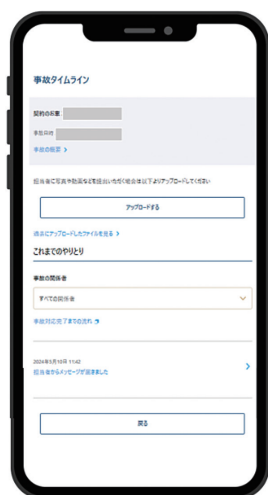 事故タイムライン
契約のお車
事故日時
事故の概要 >
担当者に写真や動画などを提出いただく場合は以下よりアップロードしてください
アップロードする
過去にアップロードしたファイルを見る >
これまでのやりとり
事故の関係者
すべての関係者
事故対応完了までの流れ
2024年5月10日 11:42
担当者からメッセージが届きました
戻る